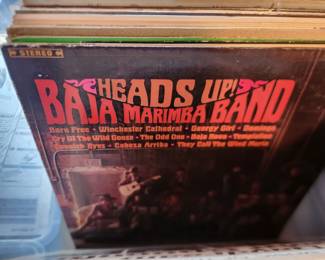 STEREO
HEADS UP!
BAJA MARIMBA BAND
Born Free • Winchester Cathedral • Georgy Girl • Domingo
Cry Of The Wild Goose • The Odd One • Baja Nova • Temptation
Spanish Eyes • Cabeza Arriba • They Call The Wind Maria